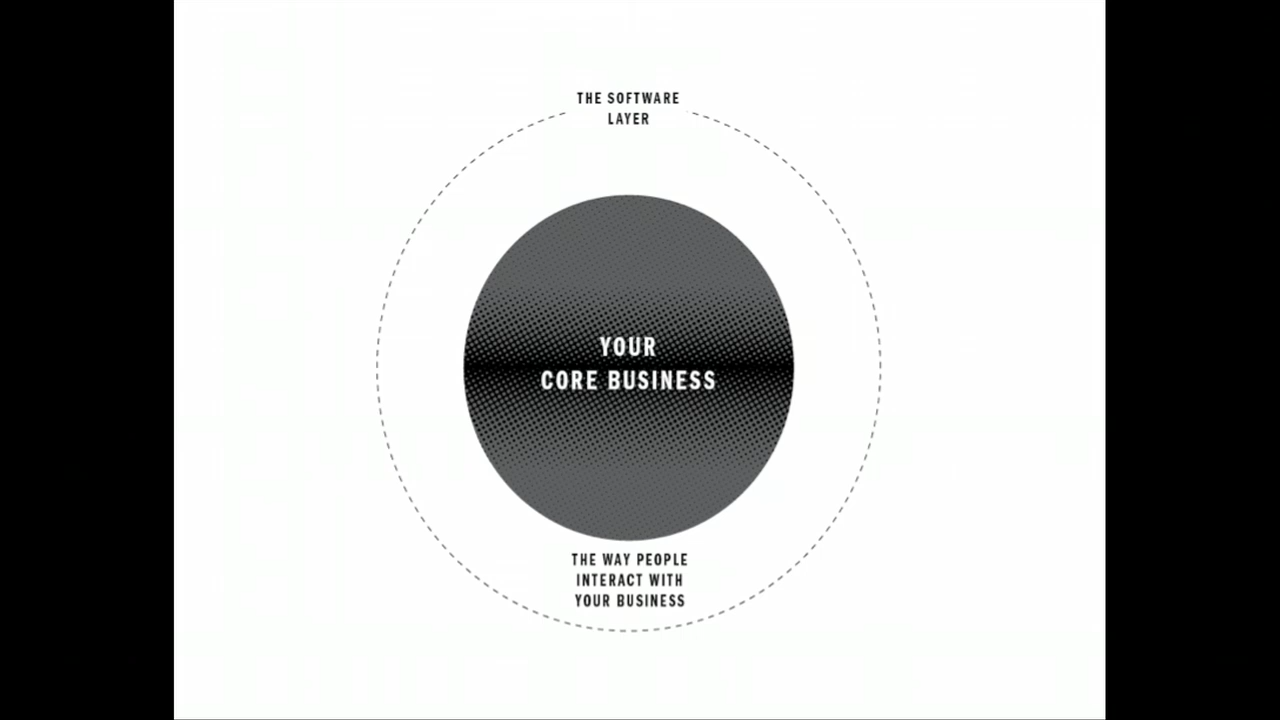 THE SOFTWARE
LAYER
YOUR
CORE BUSINESS
THE WAY PEOPLE
INTERACT WITH
YOUR BUSINESS